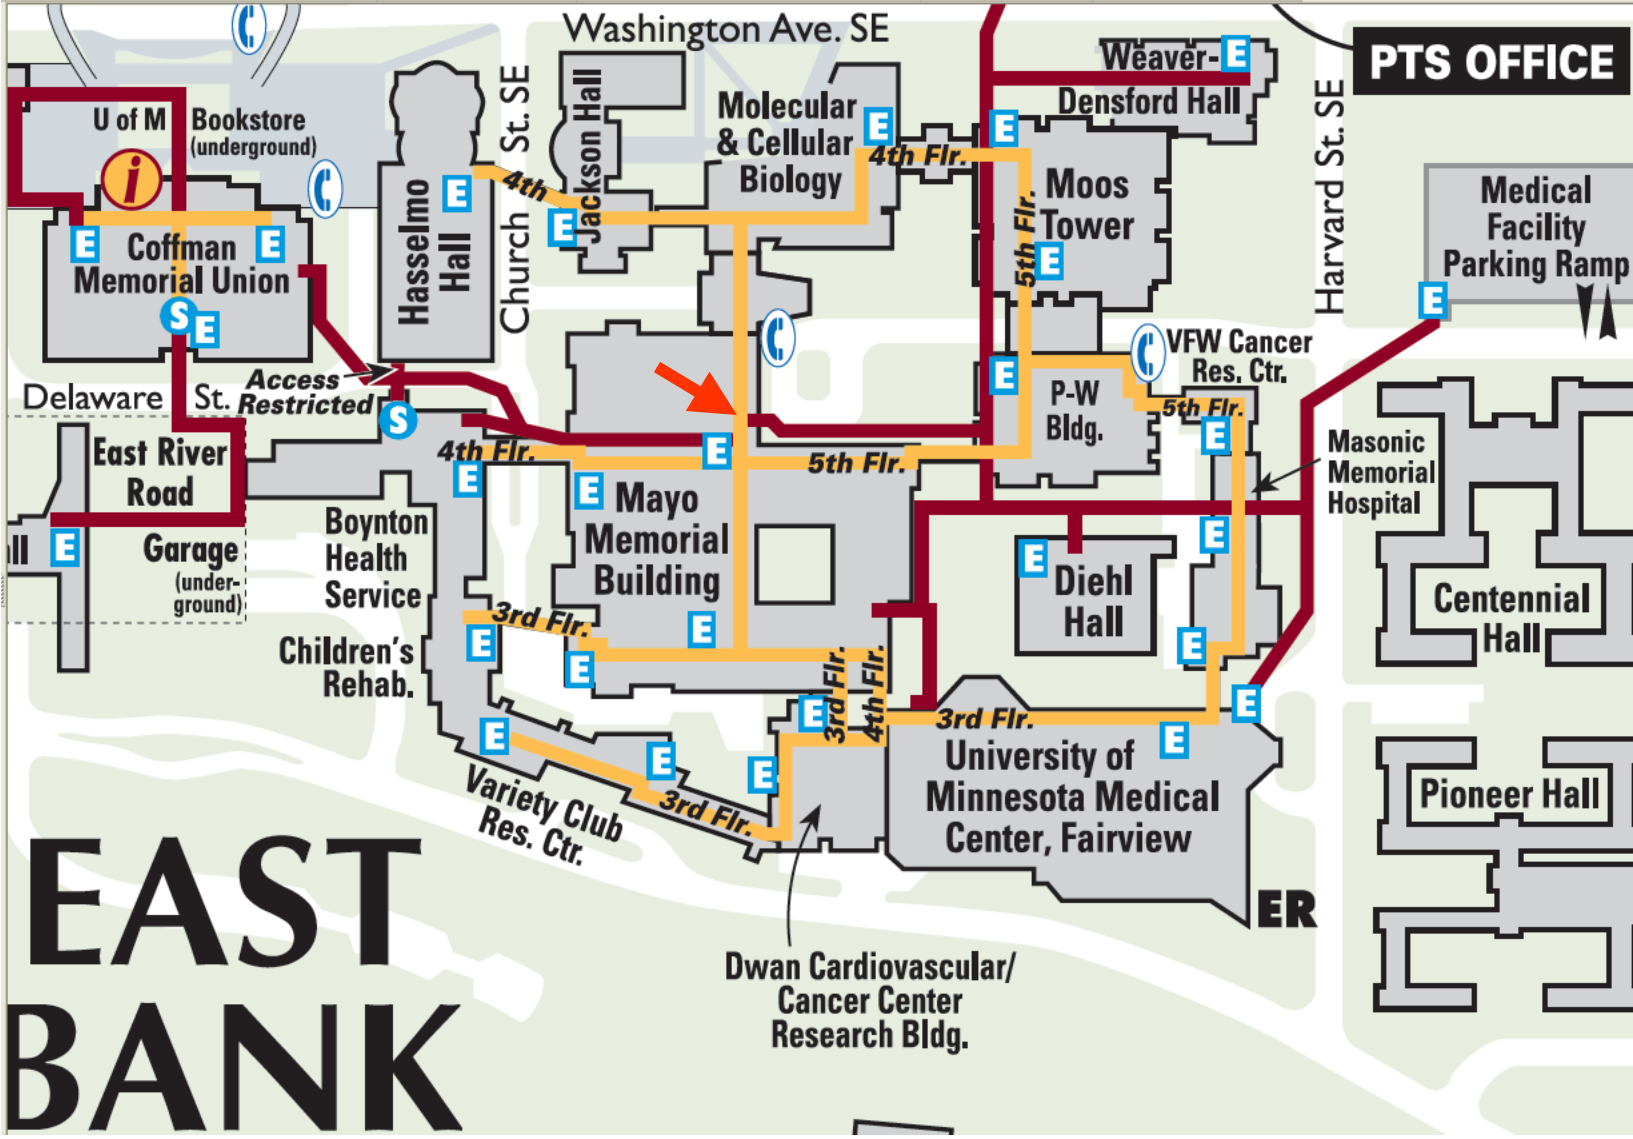 Washington Ave. SE
PTS OFFICE
Weaver-
E
Densford Hall
U of M
Bookstore
(underground)
i
Church St. SE
Jackson Hall
Molecular
& Cellular
Biology
E
E
4th Flr.
Harvard St. SE
Hasselmo
Hall
E
4th
E
Moos
Tower
5th Flr.
E
Medical
Facility
Parking Ramp
E
E
E
Coffman
Memorial Union
S
E
Access
Restricted
Delaware St.
S
VFW Cancer
Res. Ctr.
E
P-W
Bldg.
5th Flr.
E
Masonic
Memorial
Hospital
East River
Road
4th Flr.
E
E
E
5th Flr.
Mayo
Memorial
Building
Boynton
Health
Service
ll
E
Garage
(under-
ground)
E
Diehl
Hall
E
Centennial
Hall
3rd Flr.
E
E
E
Children's
Rehab.
3rd Flr.
4th Flr.
E
E
E
3rd Flr.
E
University of
Minnesota Medical
Center, Fairview
E
E
E
Variety Club
Res. Ctr.
3rd Flr.
Pioneer Hall
ER
Dwan Cardiovascular/
Cancer Center
Research Bldg.
EAST
BANK